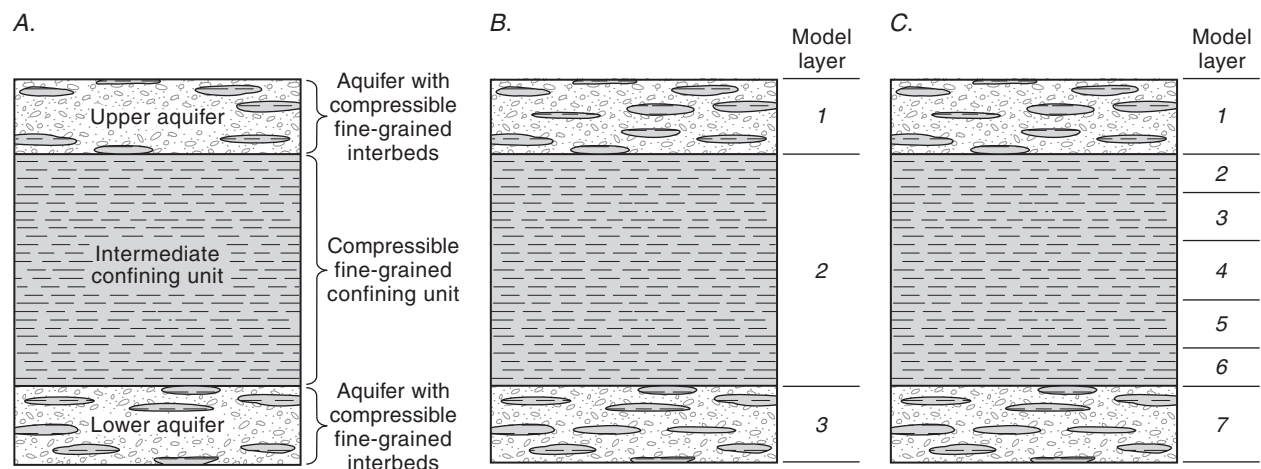 A.
Upper aquifer
Intermediate
confining unit
Lower aquifer
Aquifer with
compressible
fine-grained
interbeds
Compressible
fine-grained
confining unit
Aquifer with
compressible
fine-grained
interbeds
B.
Model
layer
1
2
3
C.
Model
layer
1
2
3
4
5
6
7